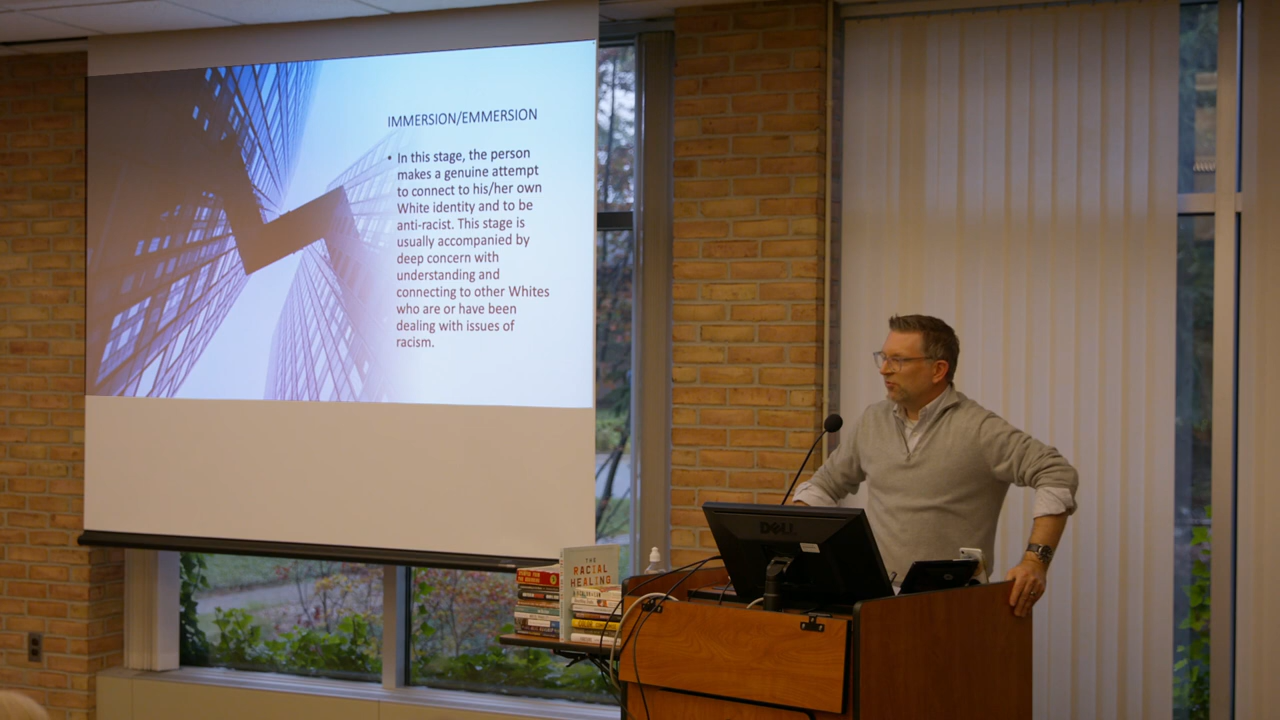 IMMERSION/EMMERSION
• In this stage, the person
makes a genuine attempt
to connect to his/her own
White identity and to be
anti-racist. This stage is
usually accompanied by
deep concern with
understanding and
connecting to other Whites
who are or have been
dealing with issues of
racism.
THE
RACIAL
HEALING
DELL